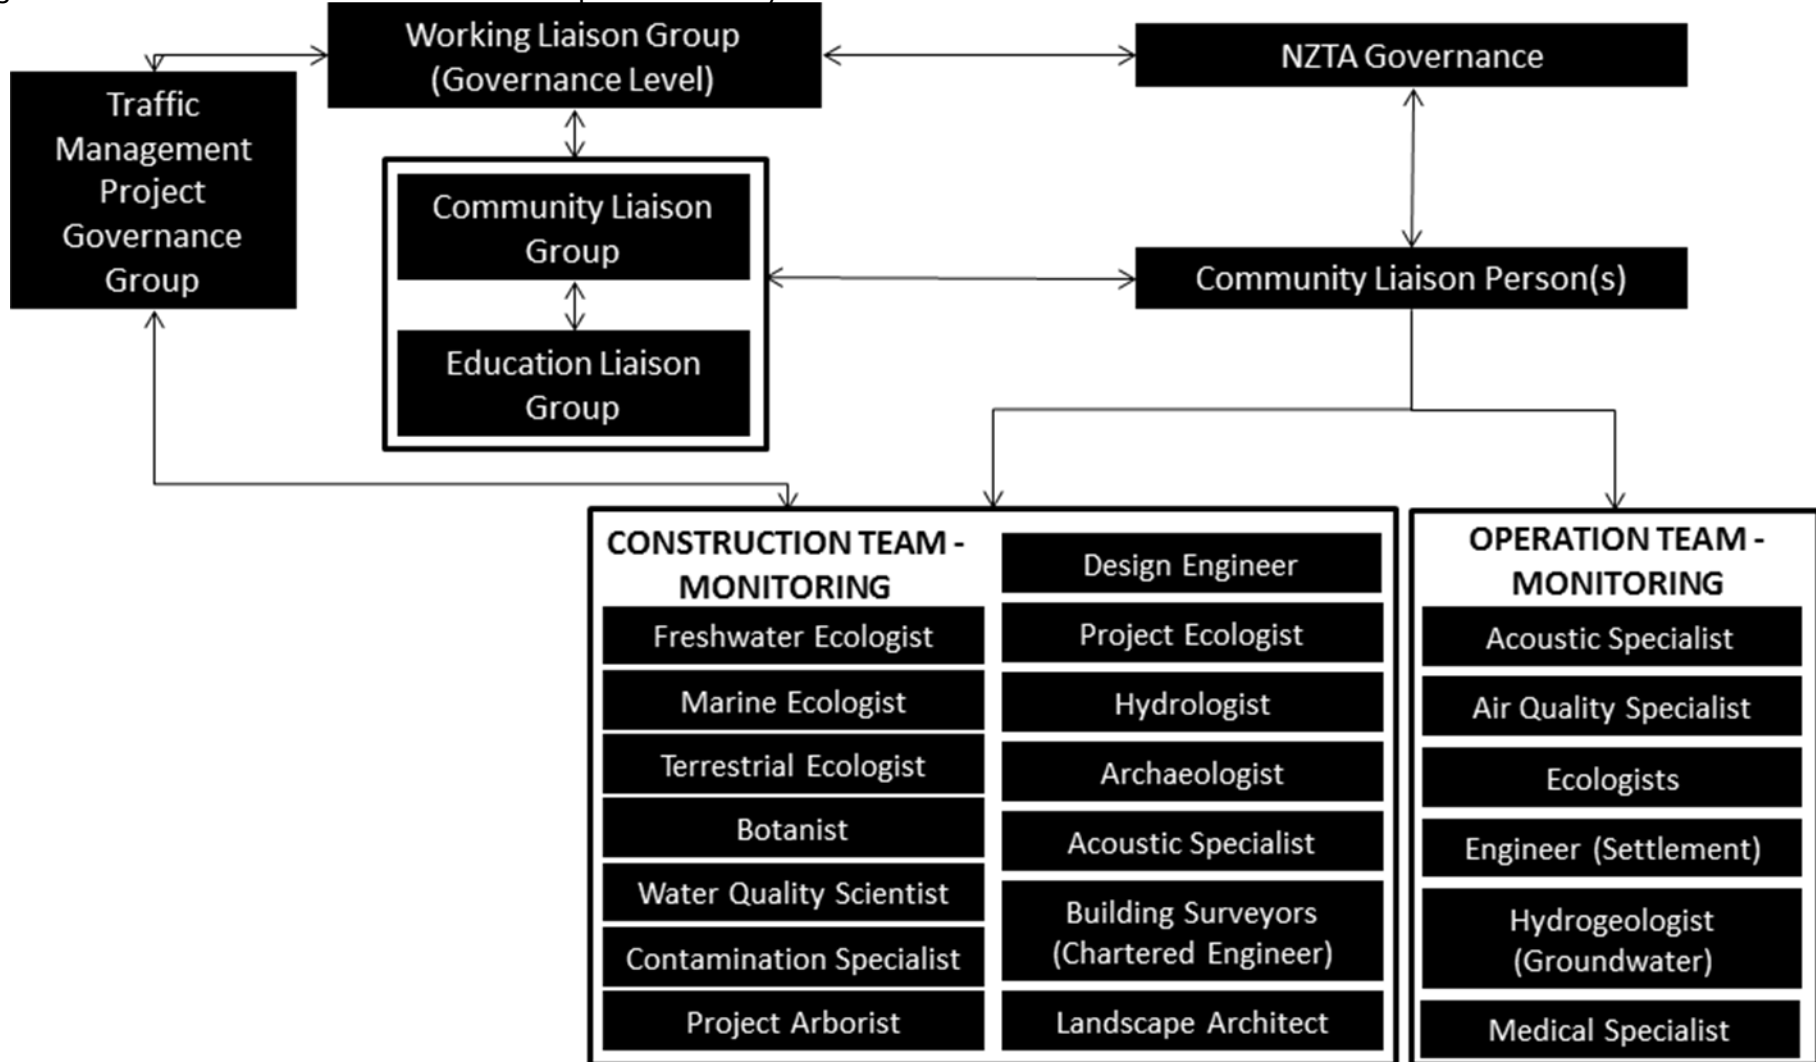 Working Liaison Group
(Governance Level)
NZTA Governance
Traffic
Management
Project
Governance
Group
Community Liaison
Group
Community Liaison Person(s)
Education Liaison
Group
CONSTRUCTION TEAM -
MONITORING
Freshwater Ecologist
Marine Ecologist
Terrestrial Ecologist
Botanist
Water Quality Scientist
Contamination Specialist
Project Arborist
Design Engineer
Project Ecologist
Hydrologist
Archaeologist
Acoustic Specialist
Building Surveyors
(Chartered Engineer)
Landscape Architect
OPERATION TEAM -
MONITORING
Acoustic Specialist
Air Quality Specialist
Ecologists
Engineer (Settlement)
Hydrogeologist
(Groundwater)
Medical Specialist